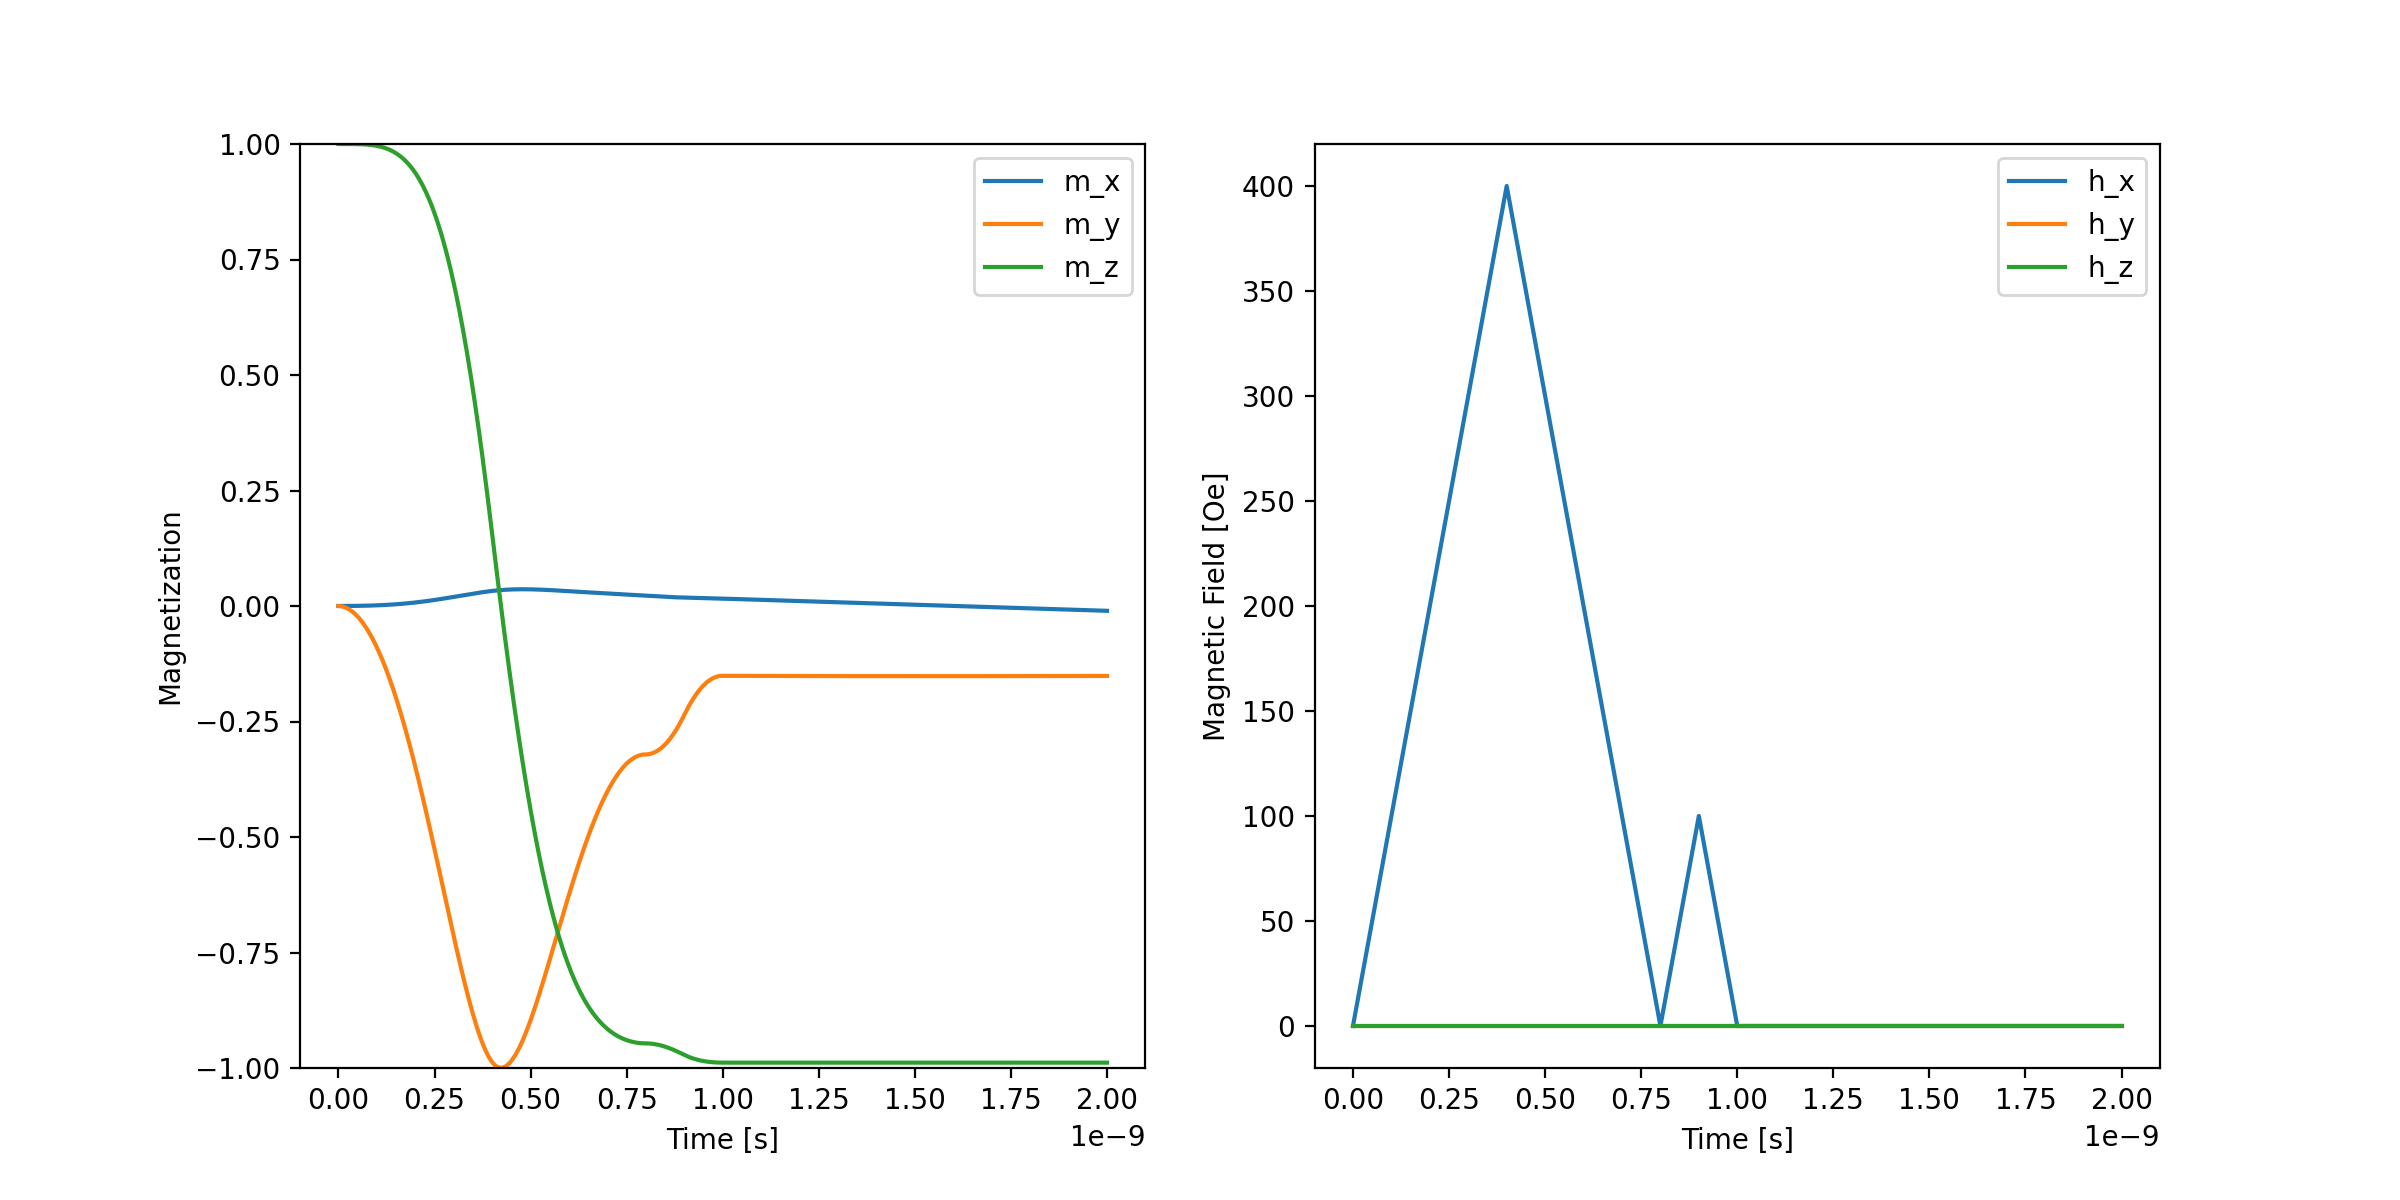 Magnetization
1.00
0.75
0.50
0.25
0.00
−0.25
−0.50
−0.75
−1.00
m_x
m_y
m_z
0.00 0.25 0.50 0.75 1.00 1.25 1.50 1.75 2.00
Time [s]
1e−9
Magnetic Field [Oe]
400
350
300
250
200
150
100
50
0
h_x
h_y
h_z
0.00 0.25 0.50 0.75 1.00 1.25 1.50 1.75 2.00
Time [s]
1e−9